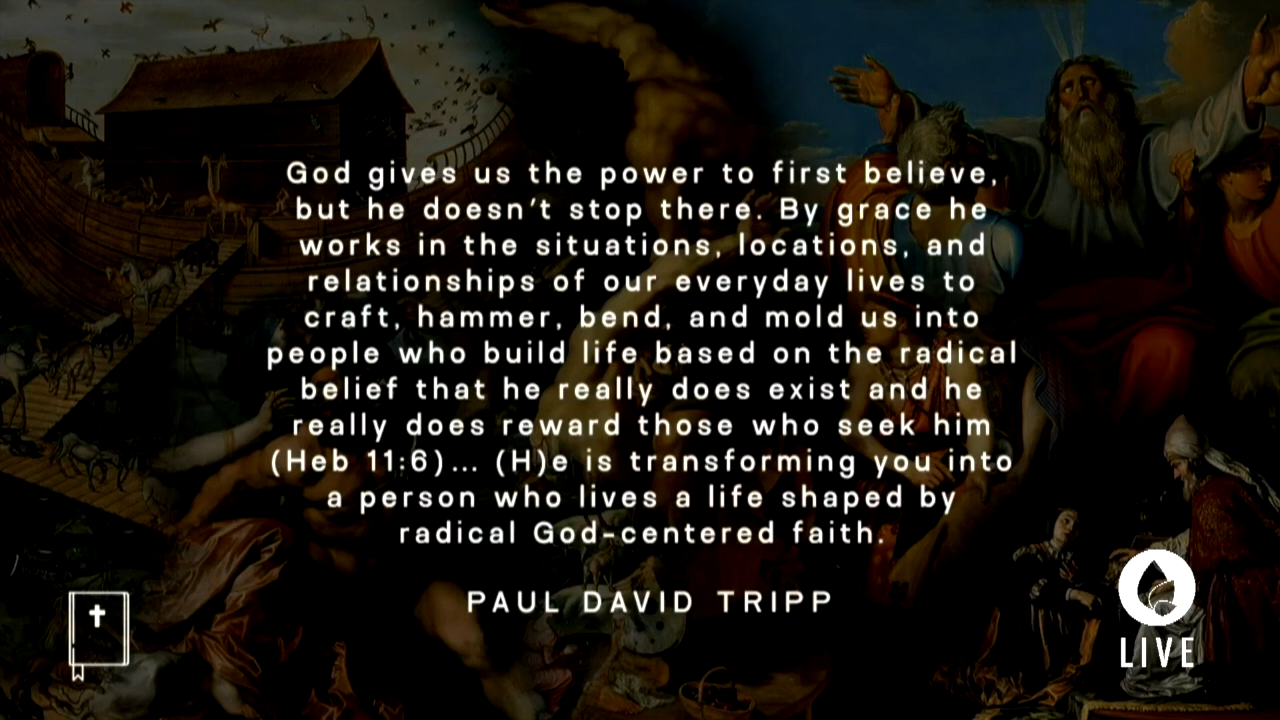 God gives us the power to first believe,
but he doesn't stop there. By grace he
works in the situations, locations, and
relationships of our everyday lives to
craft, hammer, bend, and mold us into
people who build life based on the radical
belief that he really does exist and he
really does reward those who seek him
(Heb 11:6)... (H)e is transforming you into
a person who lives a life shaped by
radical God-centered faith.
PAUL DAVID TRIPP
LIVE